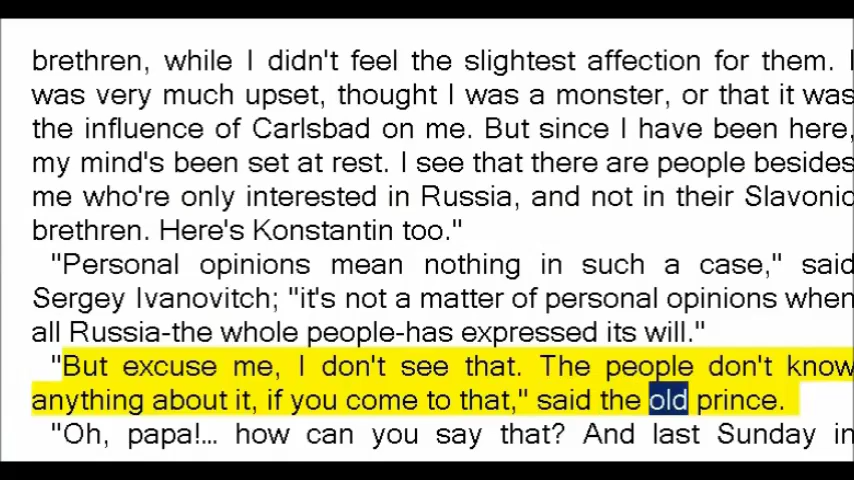 brethren, while I didn't feel the slightest affection for them. I
was very much upset, thought I was a monster, or that it was
the influence of Carlsbad on me. But since I have been here,
my mind's been set at rest. I see that there are people besides
me who're only interested in Russia, and not in their Slavonic
brethren. Here's Konstantin too."
"Personal opinions mean nothing in such a case," said
Sergey Ivanovitch; "it's not a matter of personal opinions when
all Russia-the whole people-has expressed its will."
"But excuse me, I don't see that. The people don't know
anything about it, if you come to that," said the old prince.
"Oh, papa!... how can you say that? And last Sunday in